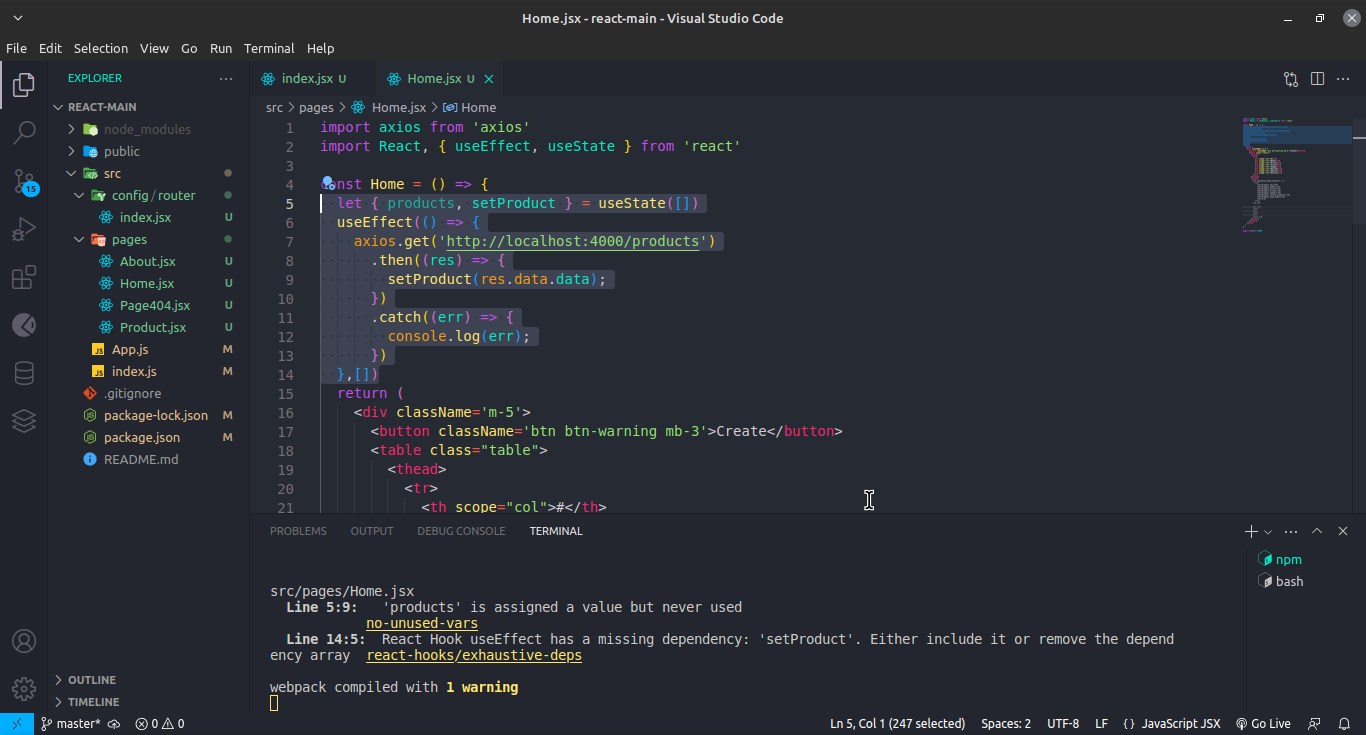 Home.jsx - react-main - Visual Studio Code
File Edit Selection View Go Run Terminal Help
EXPLORER ···
REACT-MAIN
node_modules
public
src
config/router
index.jsx U
pages
About.jsx U
Home.jsx U
Page404.jsx U
Product.jsx U
App.js M
index.js M
.gitignore
package-lock.json M
package.json M
README.md
OUTLINE
TIMELINE
15
index.jsx U Home.jsx U
src > pages > Home.jsx > Home
1 import axios from 'axios'
2 import React, { useEffect, useState } from 'react'
3
4 const Home = () => {
5 let { products, setProduct } = useState([])
6 useEffect(() => {
7 axios.get('http://localhost:4000/products')
8 .then((res) => {
9 setProduct(res.data.data);
10 })
11 .catch((err) => {
12 console.log(err);
13 })
14 },[])
15 return (
16 <div className='m-5'>
17 <button className='btn btn-warning mb-3'>Create</button>
18 <table class="table">
19 <thead>
20 <tr>
21 <th scope="col">#</th>
PROBLEMS OUTPUT DEBUG CONSOLE TERMINAL
npm
bash
src/pages/Home.jsx
Line 5:9: 'products' is assigned a value but never used
no-unused-vars
Line 14:5: React Hook useEffect has a missing dependency: 'setProduct'. Either include it or remove the depend
ency array react-hooks/exhaustive-deps
webpack compiled with 1 warning
master* 0 0 Ln 5, Col 1 (247 selected) Spaces: 2 UTF-8 LF {} JavaScript JSX Go Live